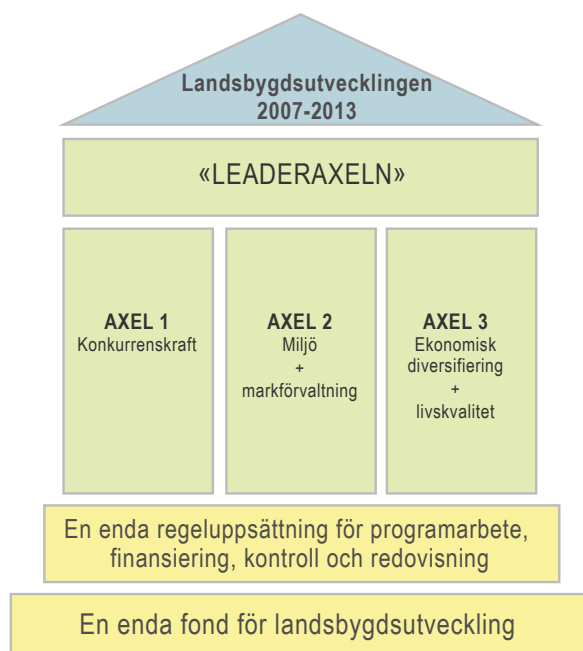 Landsbygdsutvecklingen
2007-2013
«LEADERAXELN»
AXEL 1
Konkurrenskraft
AXEL 2
Miljö
+
markförvaltning
AXEL 3
Ekonomisk
diversifiering
+
livskvalitet
En enda regeluppsättning för programarbete,
finansiering, kontroll och redovisning
En enda fond för landsbygdsutveckling